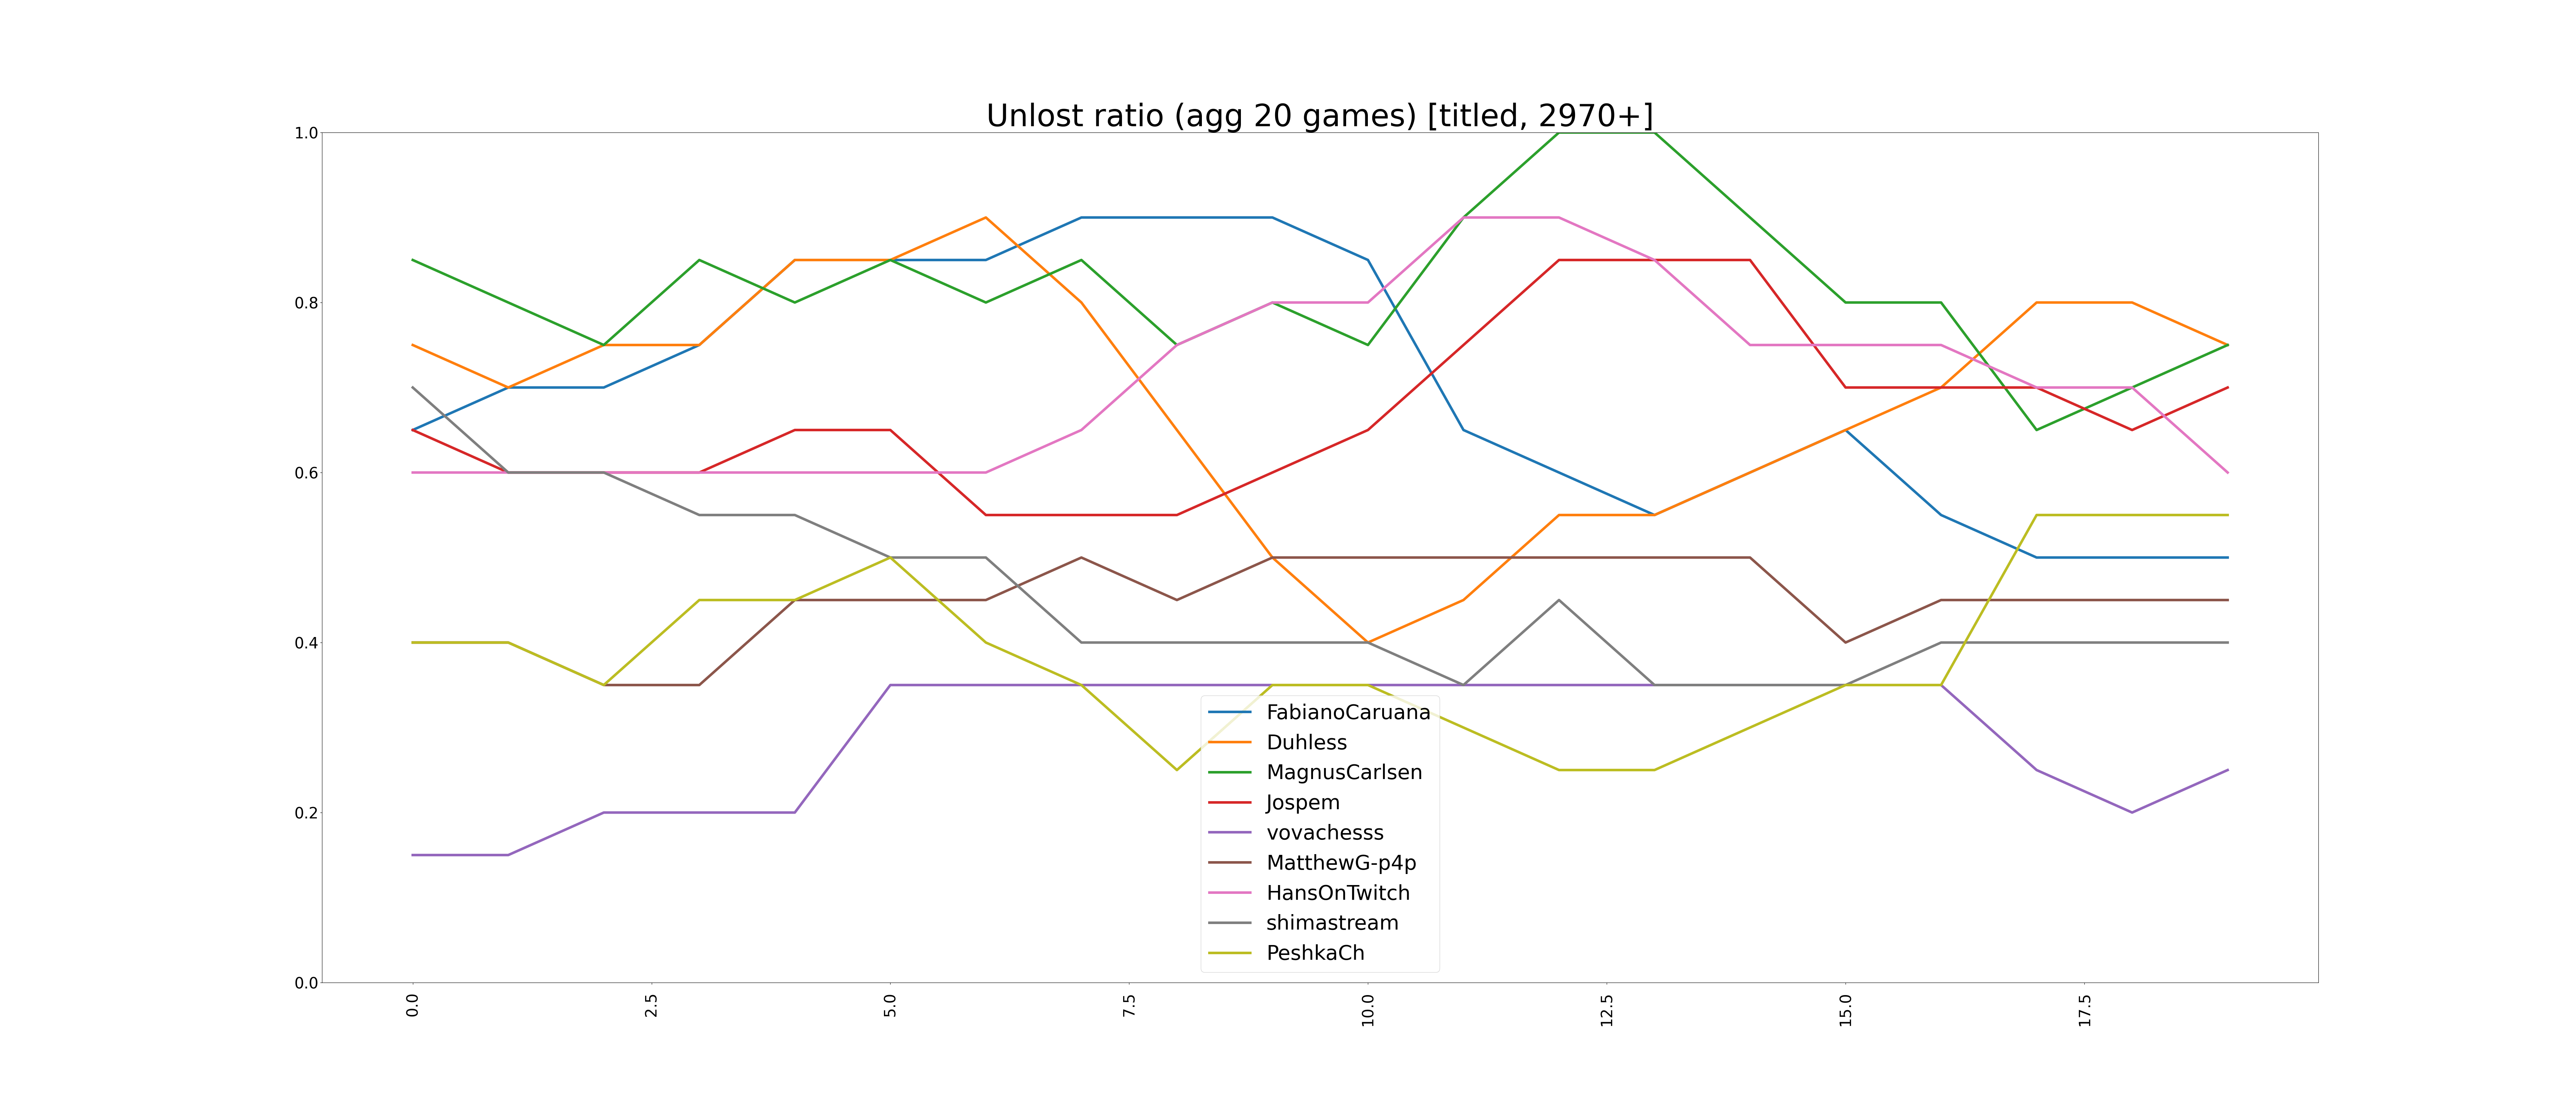 Unlost ratio (agg 20 games) [titled, 2970+]
1.0
0.8
0.6
0.4
0.2
0.0
FabianoCaruana
Duhless
MagnusCarlsen
Jospem
vovachesss
MatthewG-p4p
HansOnTwitch
shimastream
PeshkaCh
0.0
2.5
5.0
7.5
10.0
12.5
15.0
17.5